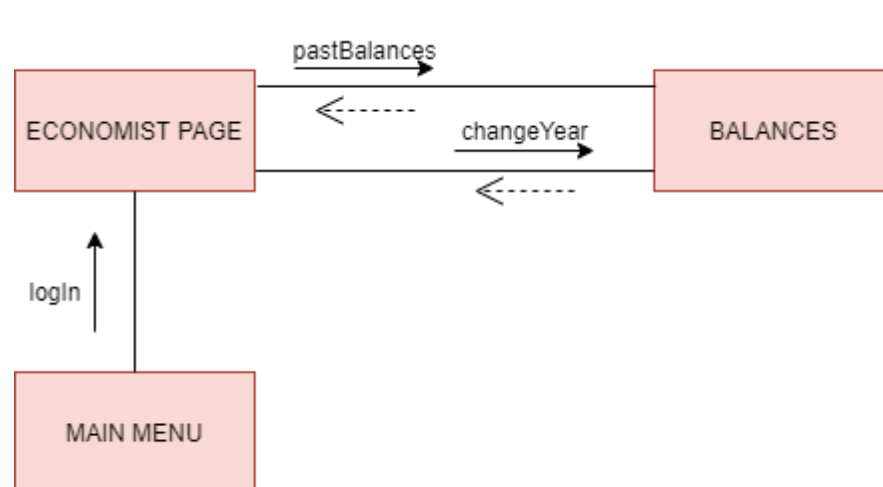 pastBalances
ECONOMIST PAGE
changeYear
BALANCES
logIn
MAIN MENU